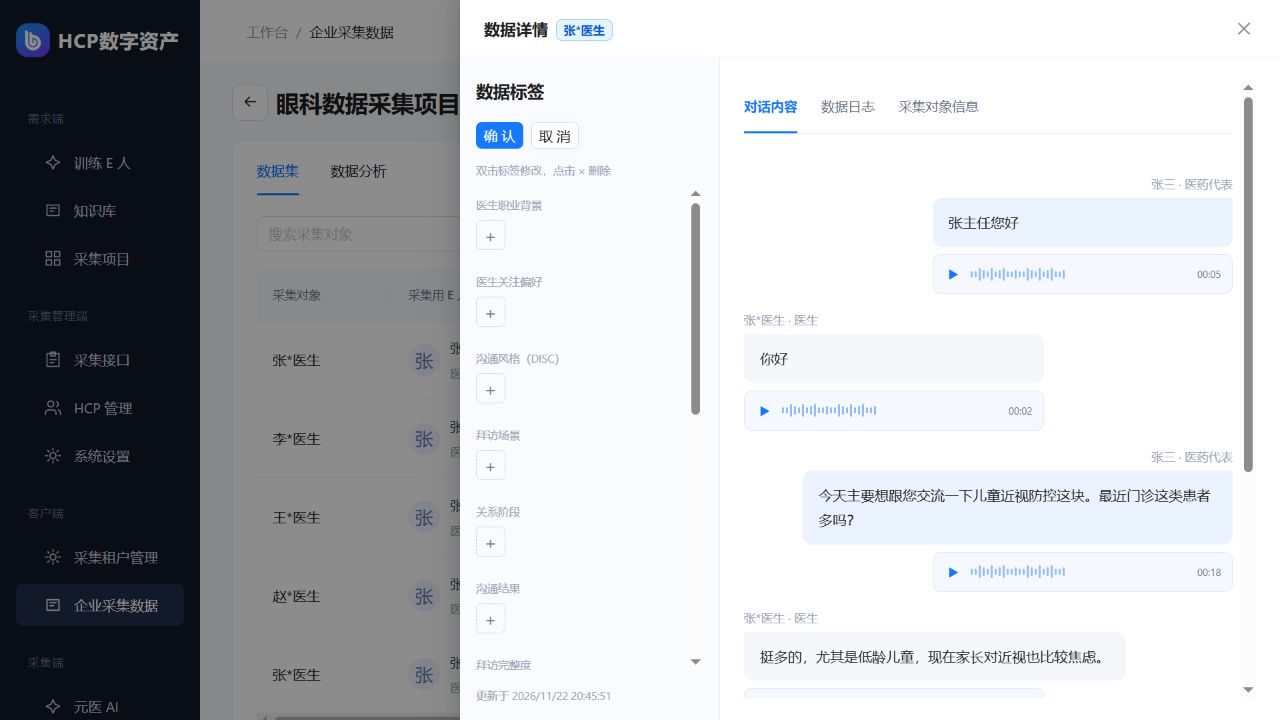 HCP数字资产
需求端
训练 E 人
知识库
采集项目
采集管理端
采集接口
HCP 管理
系统设置
客户端
采集租户管理
企业采集数据
采集端
元医 AI
工作台 / 企业采集数据
眼科数据采集项目
数据集
数据分析
搜索采集对象
采集对象
采集用 E
张*医生
张
李*医生
张
王*医生
张
赵*医生
张
张*医生
张
数据详情
张*医生
数据标签
确 认
取 消
双击标签修改，点击 × 删除
医生职业背景
+
医生关注偏好
+
沟通风格（DISC）
+
拜访场景
+
关系阶段
+
沟通结果
+
拜访完整度
更新于 2026/11/22 20:45:51
对话内容
数据日志
采集对象信息
张三 · 医药代表
张主任您好
00:05
张*医生 · 医生
你好
00:02
张三 · 医药代表
今天主要想跟您交流一下儿童近视防控这块。最近门诊这类患者
多吗？
00:18
张*医生 · 医生
挺多的，尤其是低龄儿童，现在家长对近视也比较焦虑。